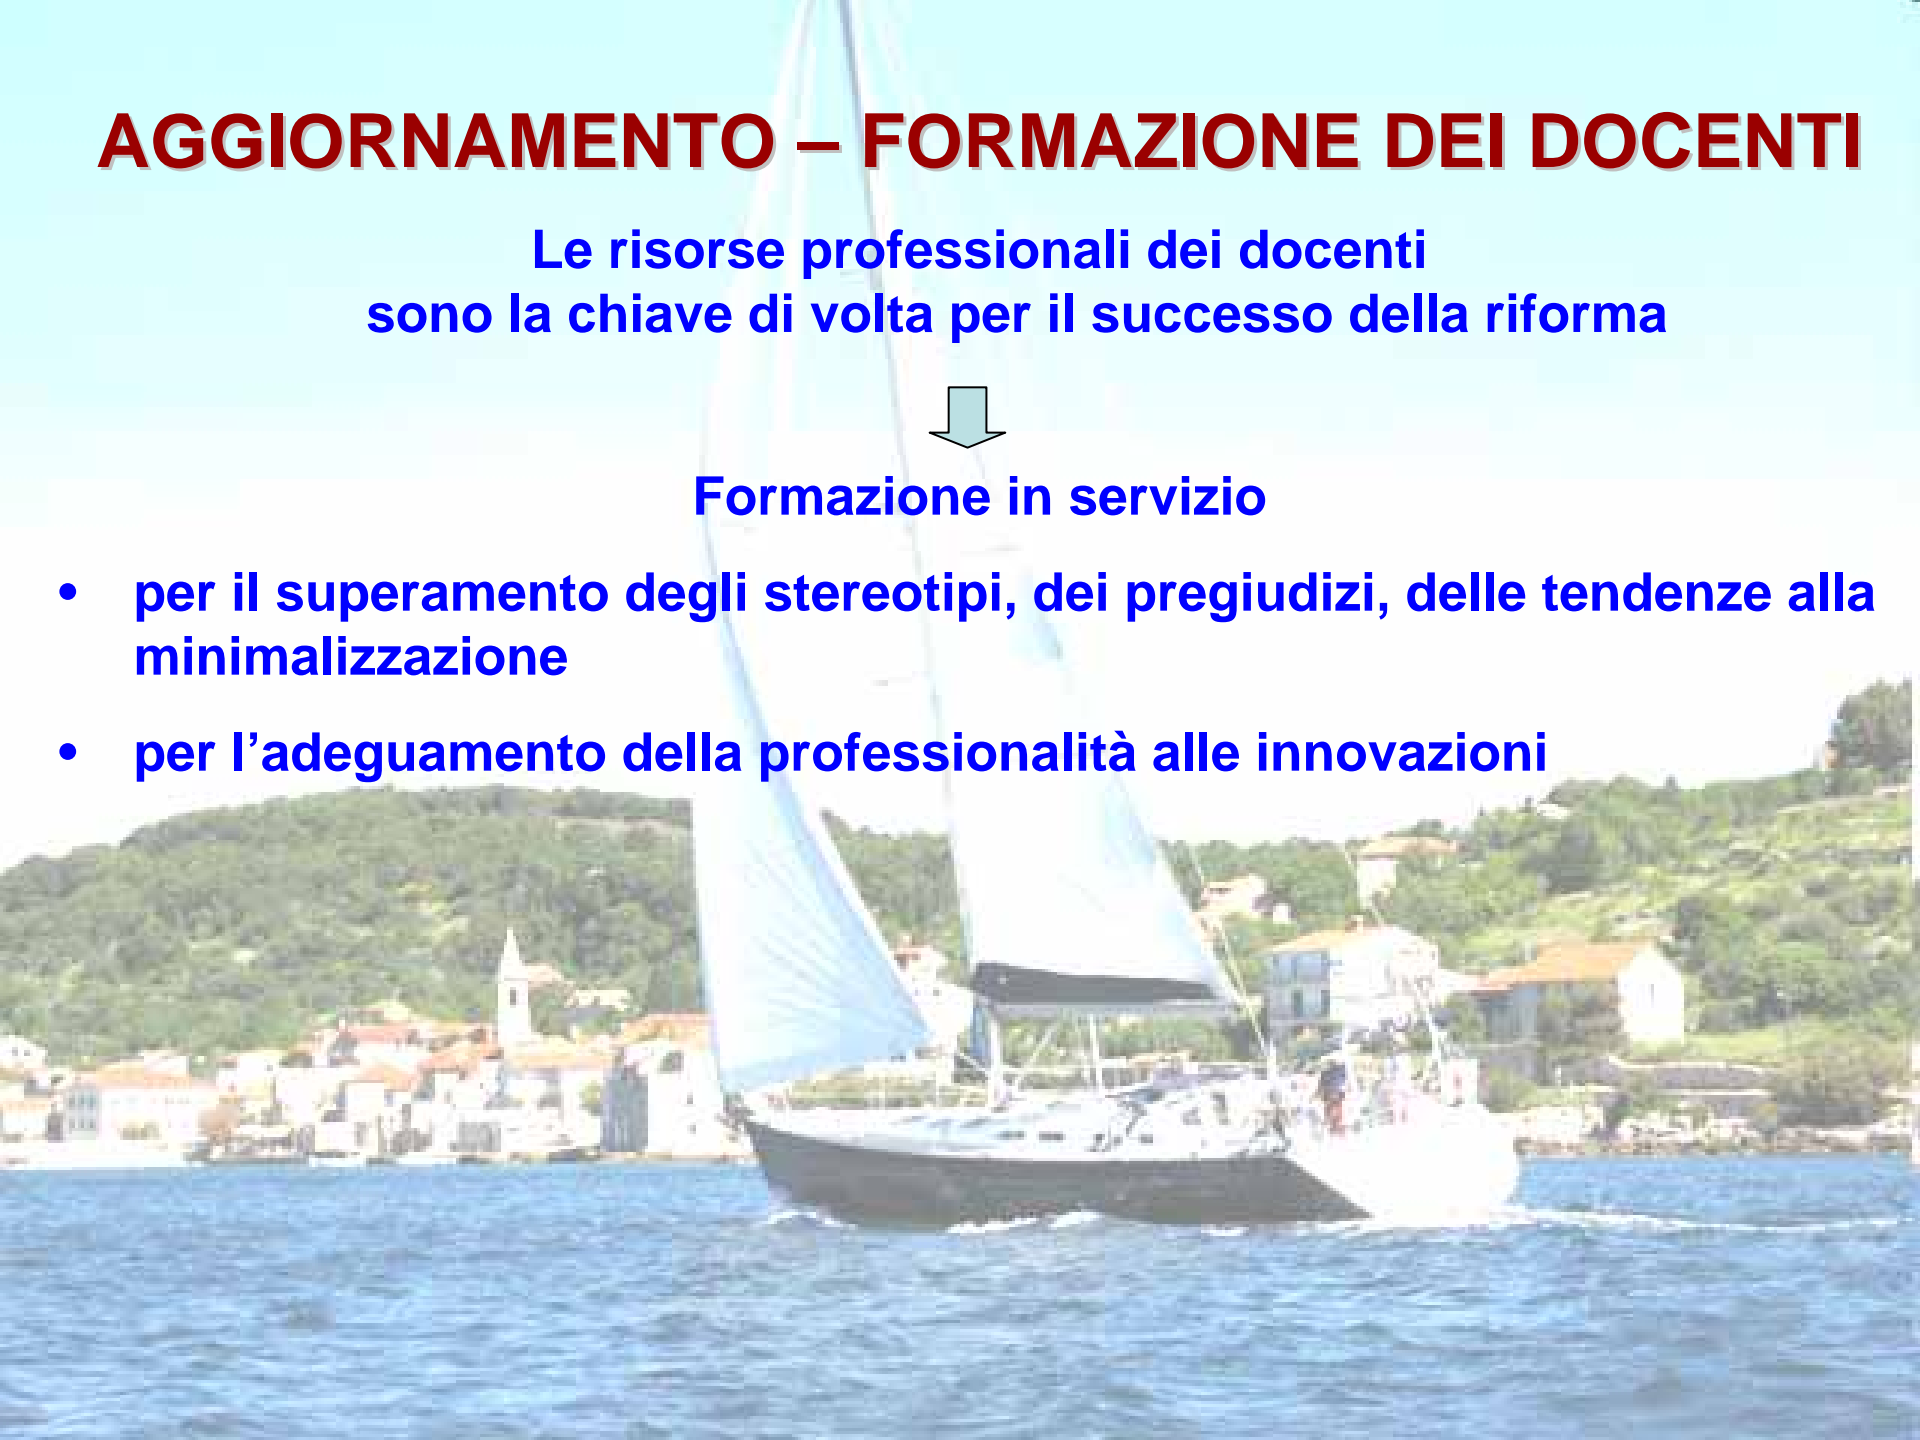 AGGIORNAMENTO – FORMAZIONE DEI DOCENTI
Le risorse professionali dei docenti
sono la chiave di volta per il successo della riforma
Formazione in servizio
• per il superamento degli stereotipi, dei pregiudizi, delle tendenze alla
minimalizzazione
• per l’adeguamento della professionalità alle innovazioni